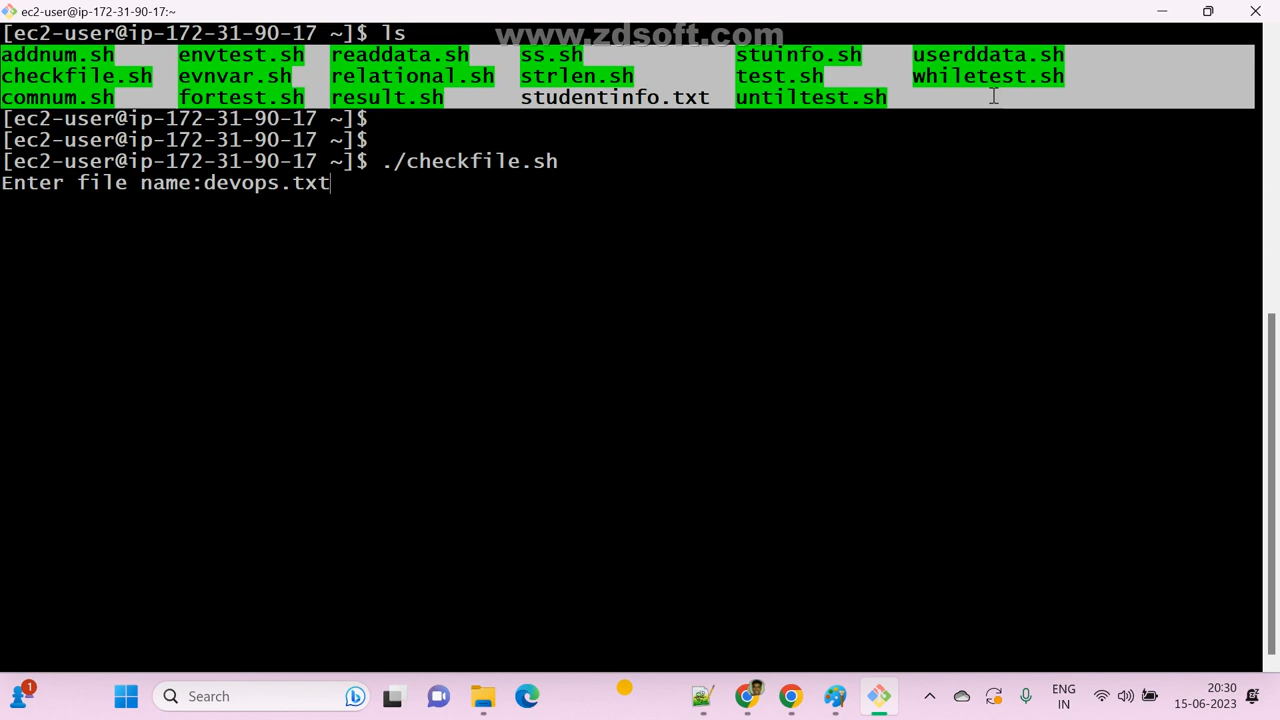 ec2-user@ip-172-31-90-17:~
[ec2-user@ip-172-31-90-17 ~]$ ls
www.zdsoft.com
addnum.sh envtest.sh readdata.sh ss.sh stuinfo.sh userddata.sh
checkfile.sh evnvar.sh relational.sh strlen.sh test.sh whiletest.sh
comnum.sh fortest.sh result.sh studentinfo.txt untiltest.sh
[ec2-user@ip-172-31-90-17 ~]$
[ec2-user@ip-172-31-90-17 ~]$
[ec2-user@ip-172-31-90-17 ~]$ ./checkfile.sh
Enter file name:devops.txt
1
Search
ENG
IN
20:30
15-06-2023